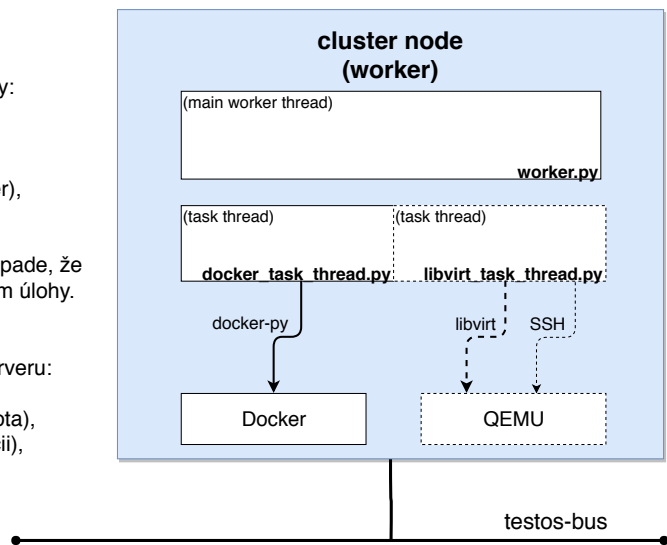 y:
r),
pade, že
m úlohy.
rveru:
ota),
ii),
cluster node
(worker)
(main worker thread)
worker.py
(task thread)
(task thread)
docker_task_thread.py
libvirt_task_thread.py
docker-py
libvirt
SSH
Docker
QEMU
testos-bus